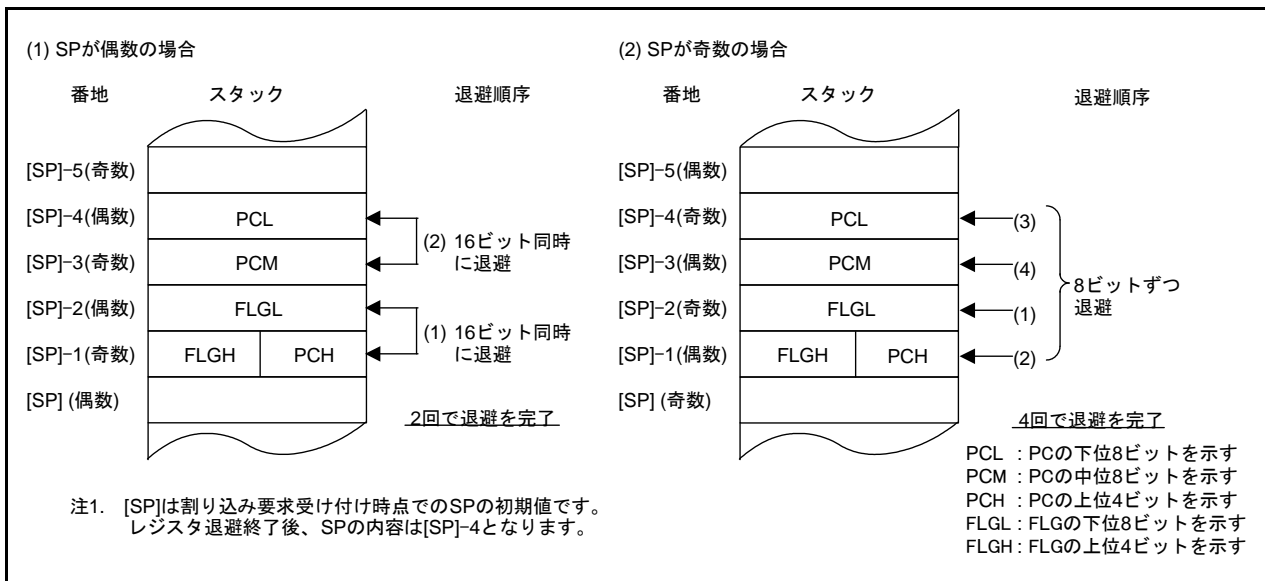 (1) SPが偶数の場合
番地 スタック 退避順序
[SP]−5(奇数)
[SP]−4(偶数) PCL
[SP]−3(奇数) PCM
(2) 16ビット同時
に退避
[SP]−2(偶数) FLGL
[SP]−1(奇数) FLGH PCH
(1) 16ビット同時
に退避
[SP] (偶数)
2回で退避を完了
(2) SPが奇数の場合
番地 スタック 退避順序
[SP]−5(偶数)
[SP]−4(奇数) PCL (3)
[SP]−3(偶数) PCM (4)
[SP]−2(奇数) FLGL (1)
[SP]−1(偶数) FLGH PCH (2)
8ビットずつ
退避
[SP] (奇数)
4回で退避を完了
PCL : PCの下位8ビットを示す
PCM : PCの中位8ビットを示す
PCH : PCの上位4ビットを示す
FLGL : FLGの下位8ビットを示す
FLGH : FLGの上位4ビットを示す
注1. [SP]は割り込み要求受け付け時点でのSPの初期値です。
レジスタ退避終了後、SPの内容は[SP]−4となります。